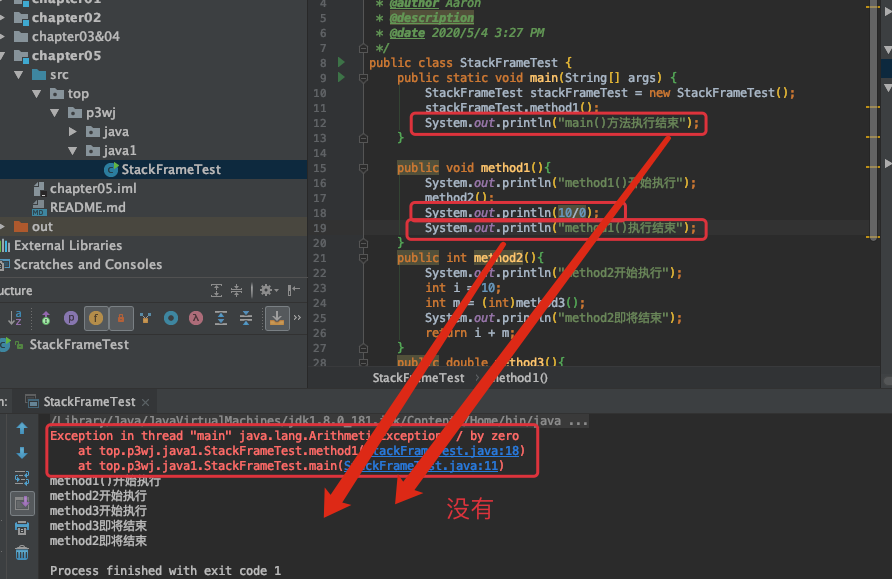 chapter01
chapter02
chapter03&04
chapter05
src
top
p3wj
java
java1
StackFrameTest
chapter05.iml
README.md
out
External Libraries
Scratches and Consoles
ucture
StackFrameTest
4 * @author Aaron
5 * @description
6 * @date 2020/5/4 3:27 PM
7 */
8 public class StackFrameTest {
9 public static void main(String[] args) {
10 StackFrameTest stackFrameTest = new StackFrameTest();
11 stackFrameTest.method1();
12 System.out.println("main()方法执行结束");
13 }
14
15 public void method1(){
16 System.out.println("method1()开始执行");
17 method2();
18 System.out.println(10/0);
19 System.out.println("method1()执行结束");
20 }
21 public int method2(){
22 System.out.println("method2开始执行");
23 int i = 10;
24 int m = (int)method3();
25 System.out.println("method2即将结束");
26 return i + m;
27 }
28 public double method3(){
StackFrameTest > method1()
n: StackFrameTest ×
/Library/Java/JavaVirtualMachines/jdk1.8.0_181.jdk/Contents/Home/bin/java ...
Exception in thread "main" java.lang.ArithmeticException: / by zero
at top.p3wj.java1.StackFrameTest.method1(StackFrameTest.java:18)
at top.p3wj.java1.StackFrameTest.main(StackFrameTest.java:11)
method1()开始执行
method2开始执行
method3开始执行
method3即将结束
method2即将结束
没有
Process finished with exit code 1